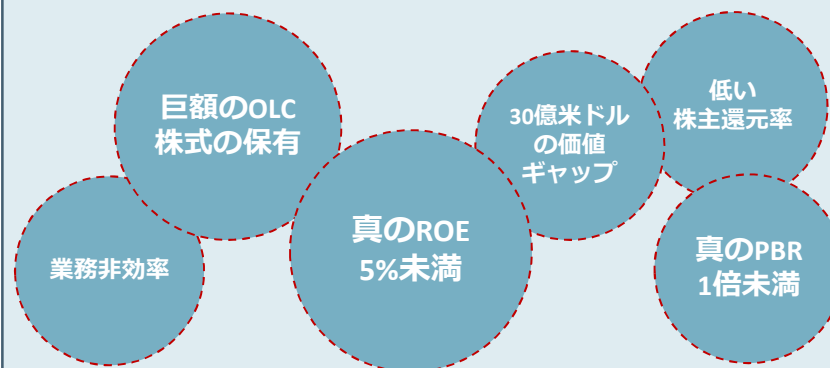 巨額のOLC
株式の保有
30億米ドル
の価値
ギャップ
低い
株主還元率
業務非効率
真のROE
5%未満
真のPBR
1倍未満